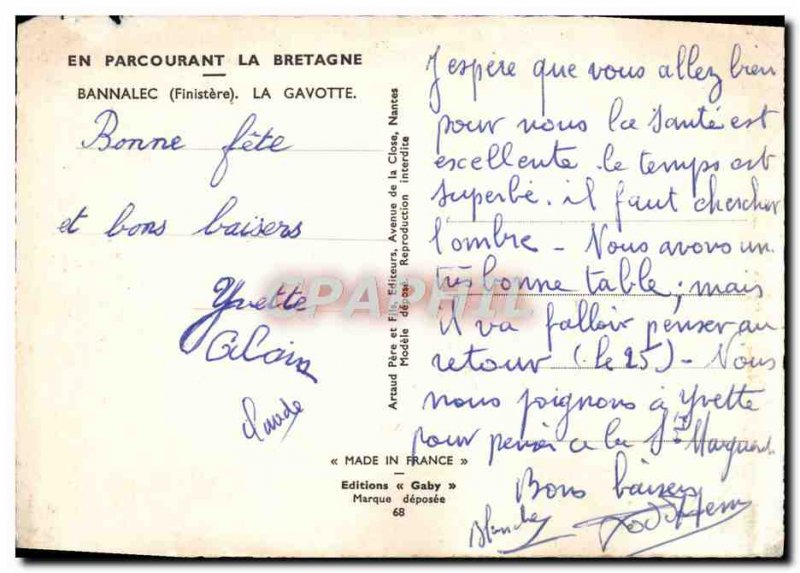 EN PARCOURANT LA BRETAGNE
BANNALEC (Finistère). LA GAVOTTE.
Bonne fête
et bons baisers
Yvette
Alain
Claude
Artaud Père et Fils, Editeurs, Avenue de la Close, Nantes
Modèle déposé Reproduction interdite
CPAPHIL
« MADE IN FRANCE »
Editions « Gaby »
Marque déposée
68
J'espère que vous allez bien
pour nous la santé est
excellente. le temps est
superbe. il faut chercher
l'ombre - Nous avons un
très bonne table ; mais
il va falloir penser au
retour (le 25) - Nous
nous joignons à Yvette
pour penser a la Ste
Bons baisers
Blanche